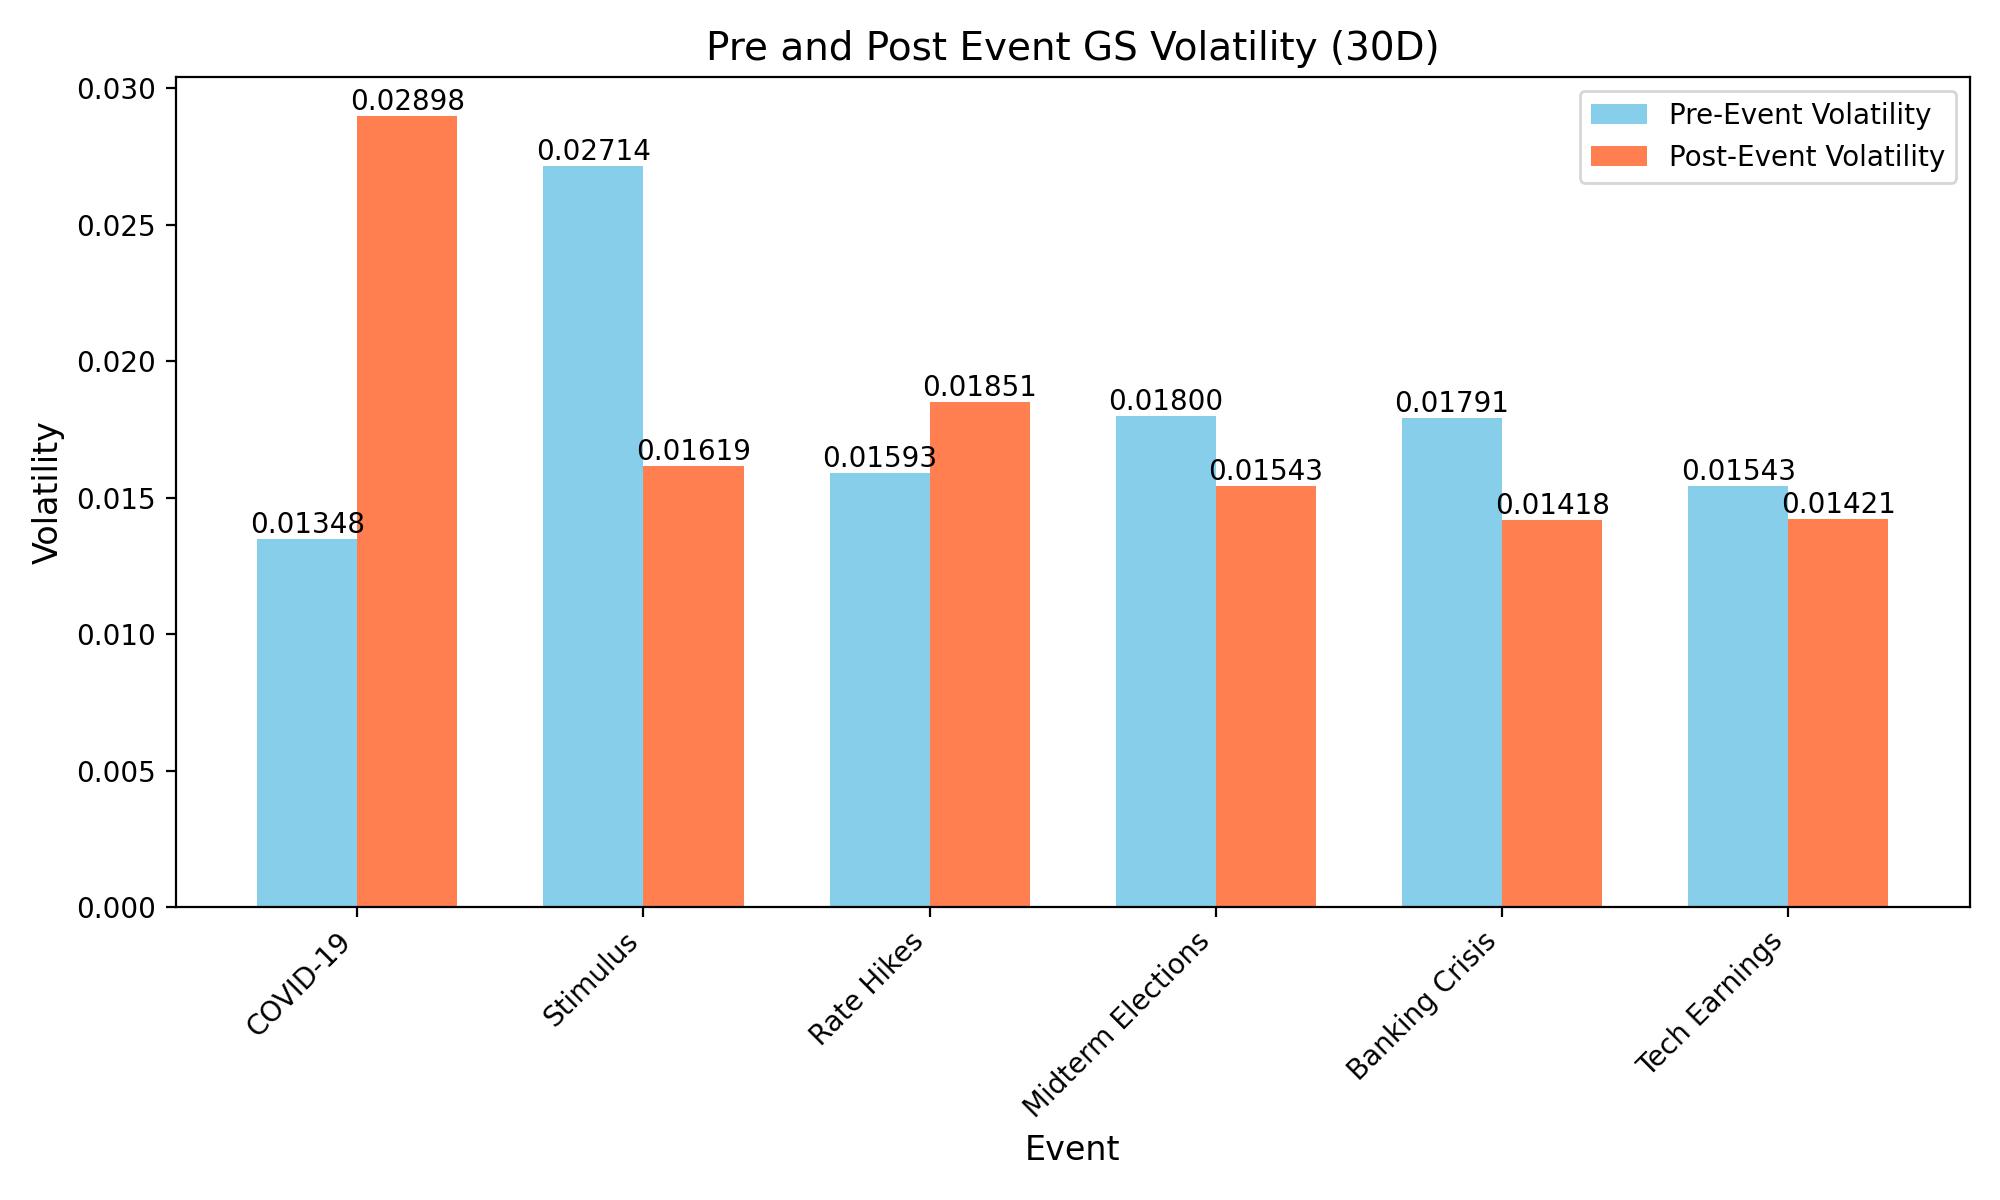 Pre and Post Event GS Volatility (30D)
Pre-Event Volatility
Post-Event Volatility
Volatility
0.030
0.025
0.020
0.015
0.010
0.005
0.000
0.01348
0.02898
0.02714
0.01619
0.01593
0.01851
0.01800
0.01543
0.01791
0.01418
0.01543
0.01421
COVID-19
Stimulus
Rate Hikes
Midterm Elections
Banking Crisis
Tech Earnings
Event